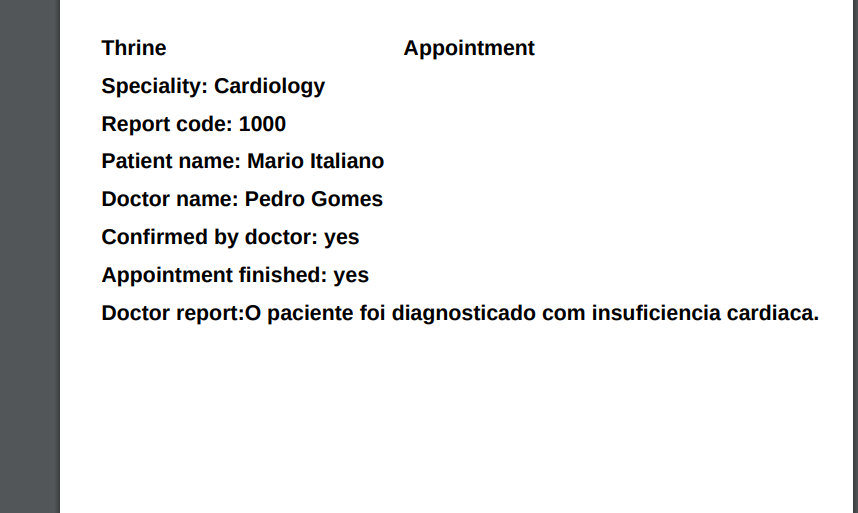 Thrine Appointment
Speciality: Cardiology
Report code: 1000
Patient name: Mario Italiano
Doctor name: Pedro Gomes
Confirmed by doctor: yes
Appointment finished: yes
Doctor report:O paciente foi diagnosticado com insuficiencia cardiaca.